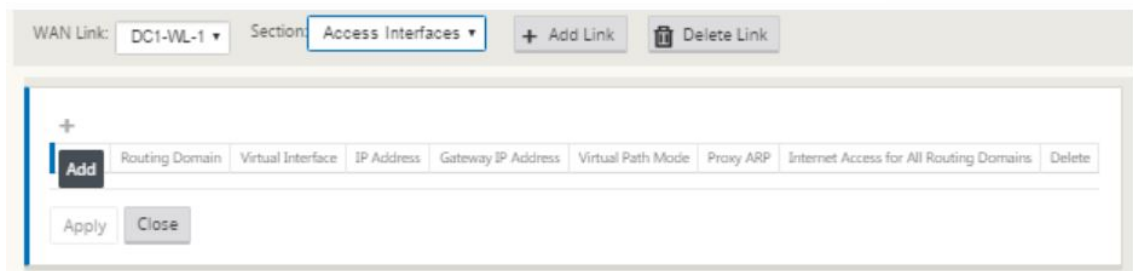 WAN Link: DC1-WL-1 Section: Access Interfaces + Add Link Delete Link
+
Add Routing Domain Virtual Interface IP Address Gateway IP Address Virtual Path Mode Proxy ARP Internet Access for All Routing Domains Delete
Apply Close